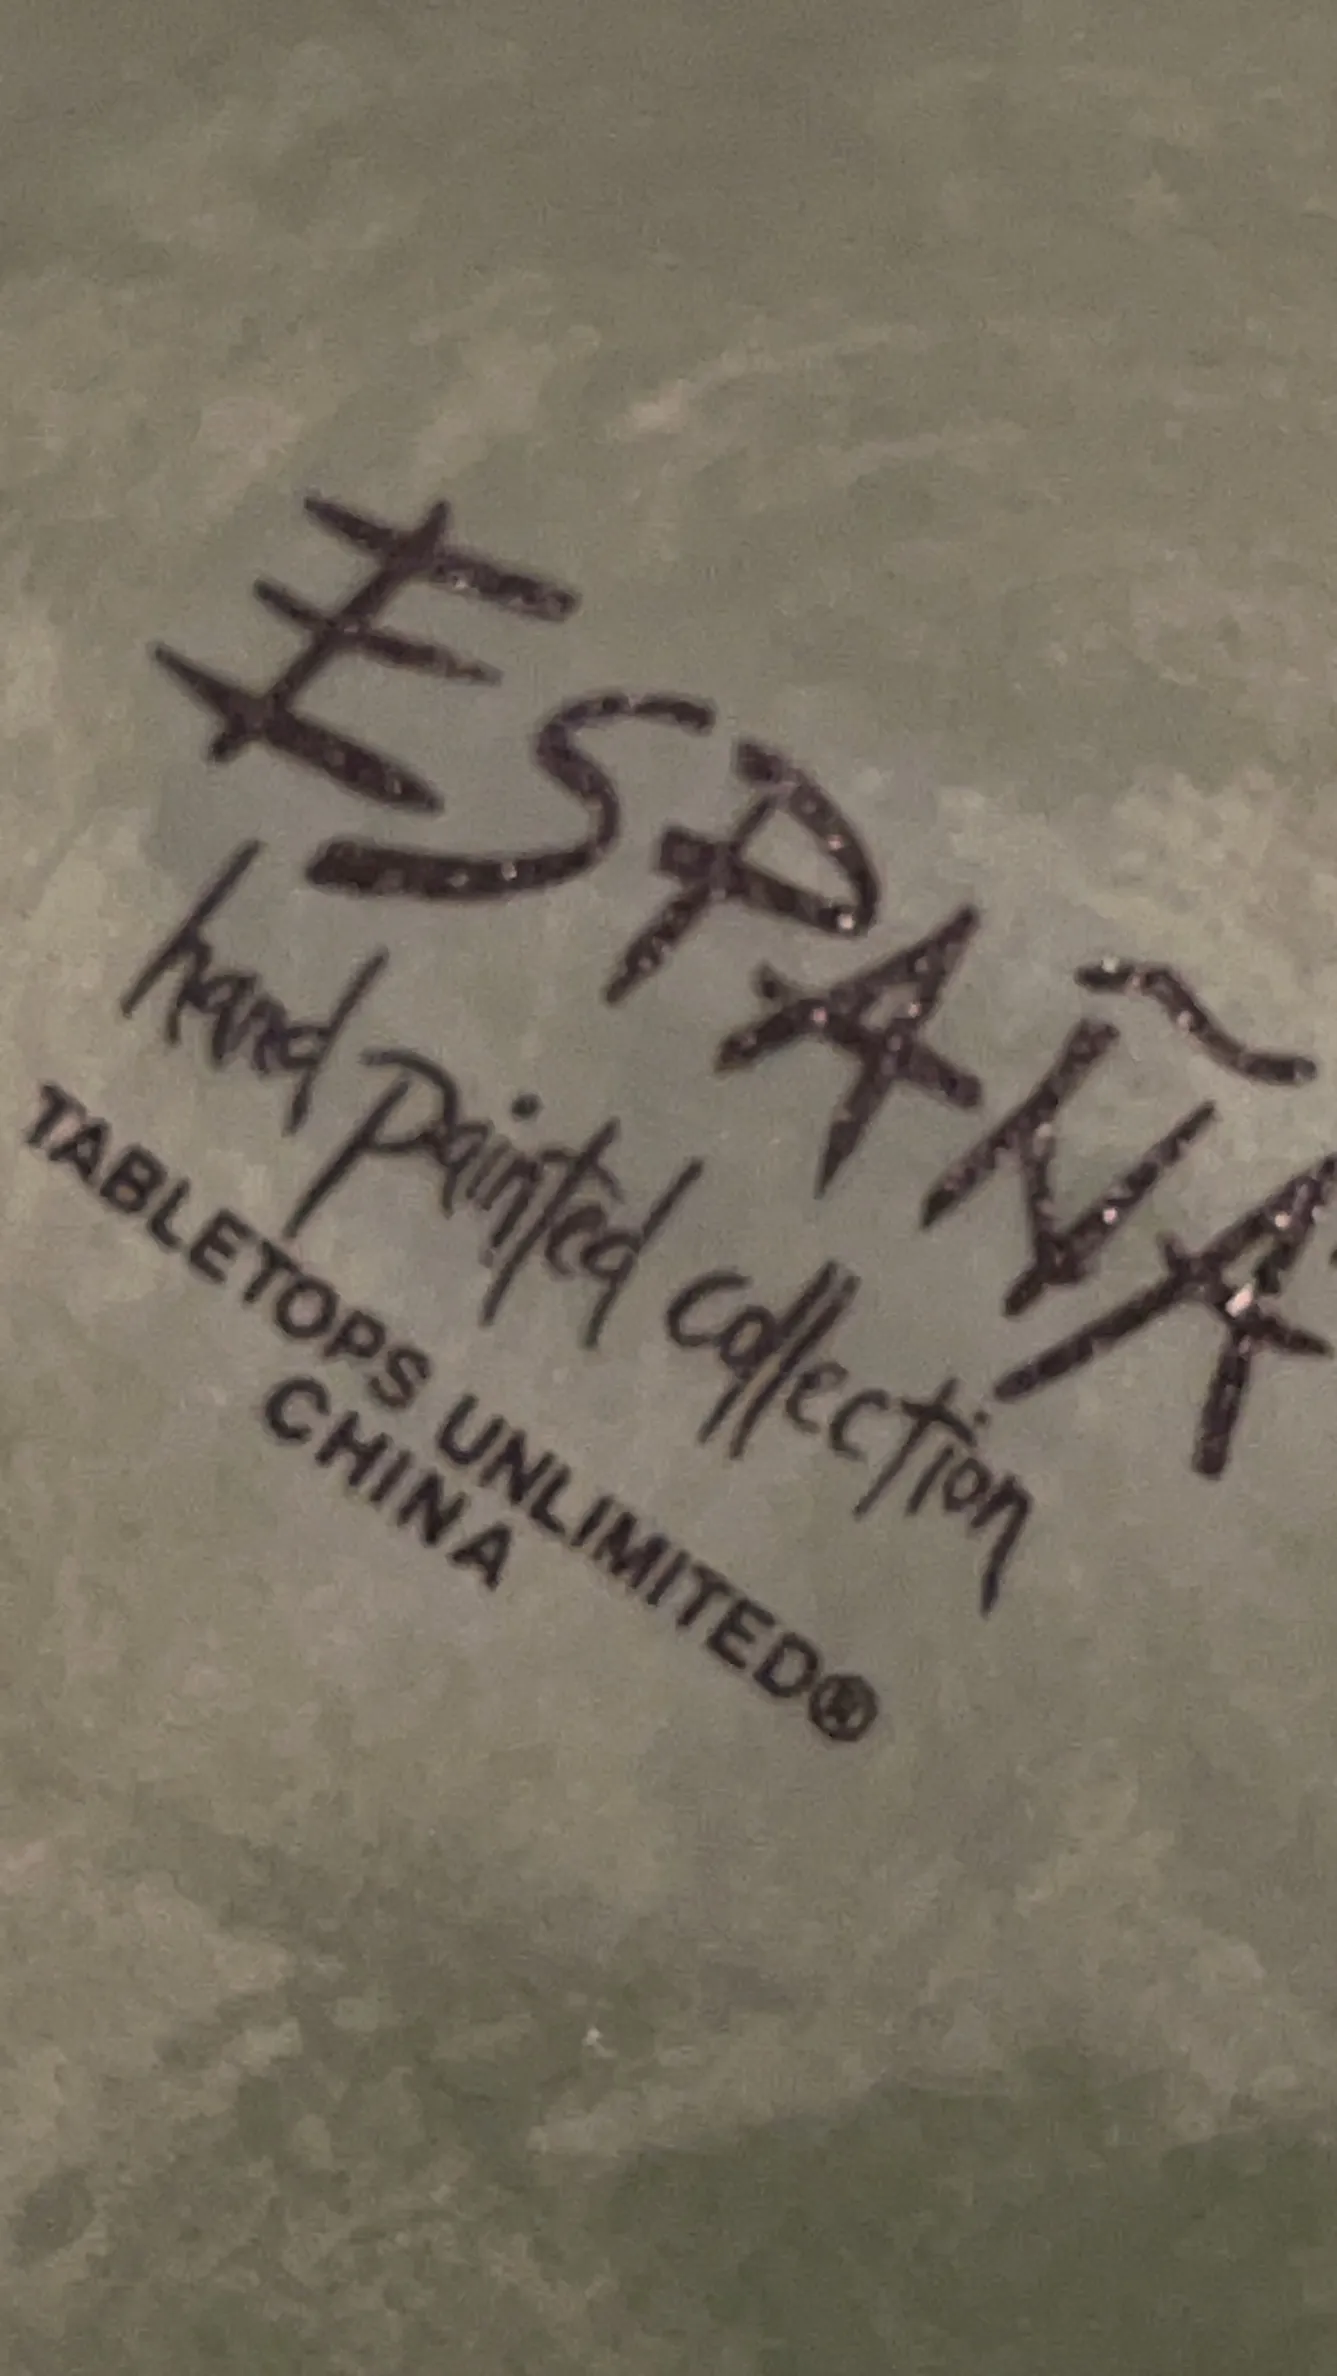 ESPAÑA
hand painted collection
TABLETOPS UNLIMITED®
CHINA